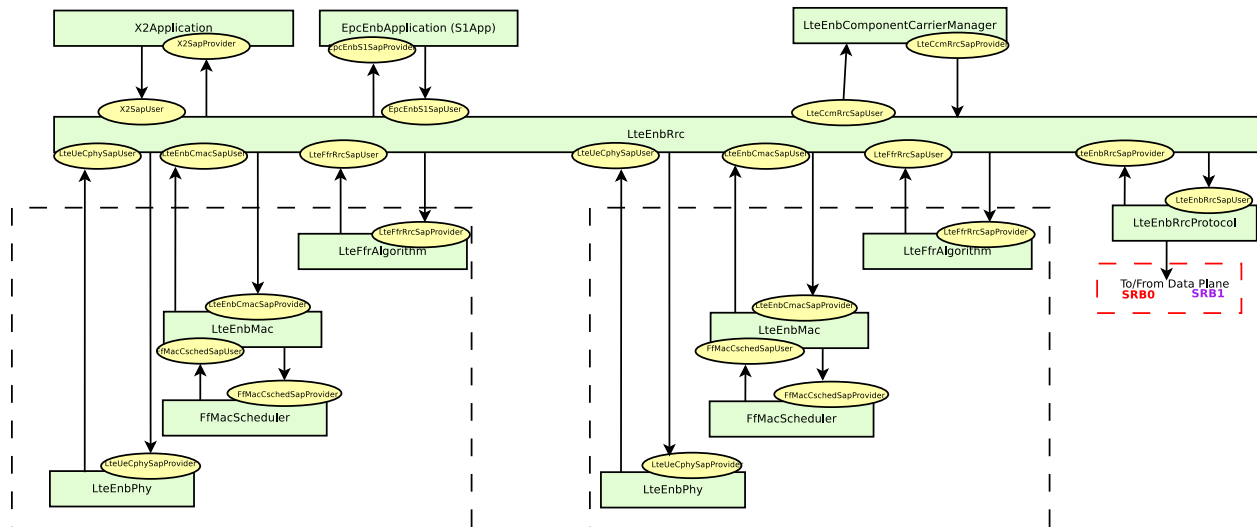 X2Application
EpcEnbApplication (S1App)
LteEnbComponentCarrierManager
X2SapProvider
EpcEnbS1SapProvider
LteCcmRrcSapProvider
X2SapUser
EpcEnbS1SapUser
LteCcmRrcSapUser
LteEnbRrc
LteUeCphySapUser
LteEnbCmacSapUser
LteFfrRrcSapUser
LteUeCphySapUser
LteEnbCmacSapUser
LteFfrRrcSapUser
LteEnbRrcSapProvider
LteEnbRrcSapUser
LteEnbRrcProtocol
LteFfrRrcSapProvider
LteFfrAlgorithm
LteFfrRrcSapProvider
LteFfrAlgorithm
To/From Data Plane
SRB0 SRB1
LteEnbCmacSapProvider
LteEnbMac
FfMacCschedSapUser
LteEnbCmacSapProvider
LteEnbMac
FfMacCschedSapUser
FfMacCschedSapProvider
FfMacScheduler
FfMacCschedSapProvider
FfMacScheduler
LteUeCphySapProvider
LteEnbPhy
LteUeCphySapProvider
LteEnbPhy